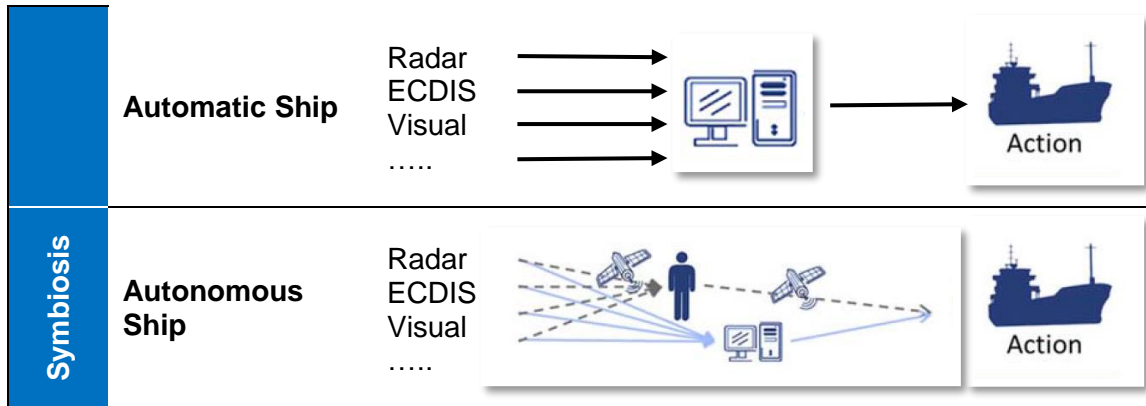 Automatic Ship
Radar
ECDIS
Visual
…..
Action
Symbiosis
Autonomous
Ship
Radar
ECDIS
Visual
…..
Action